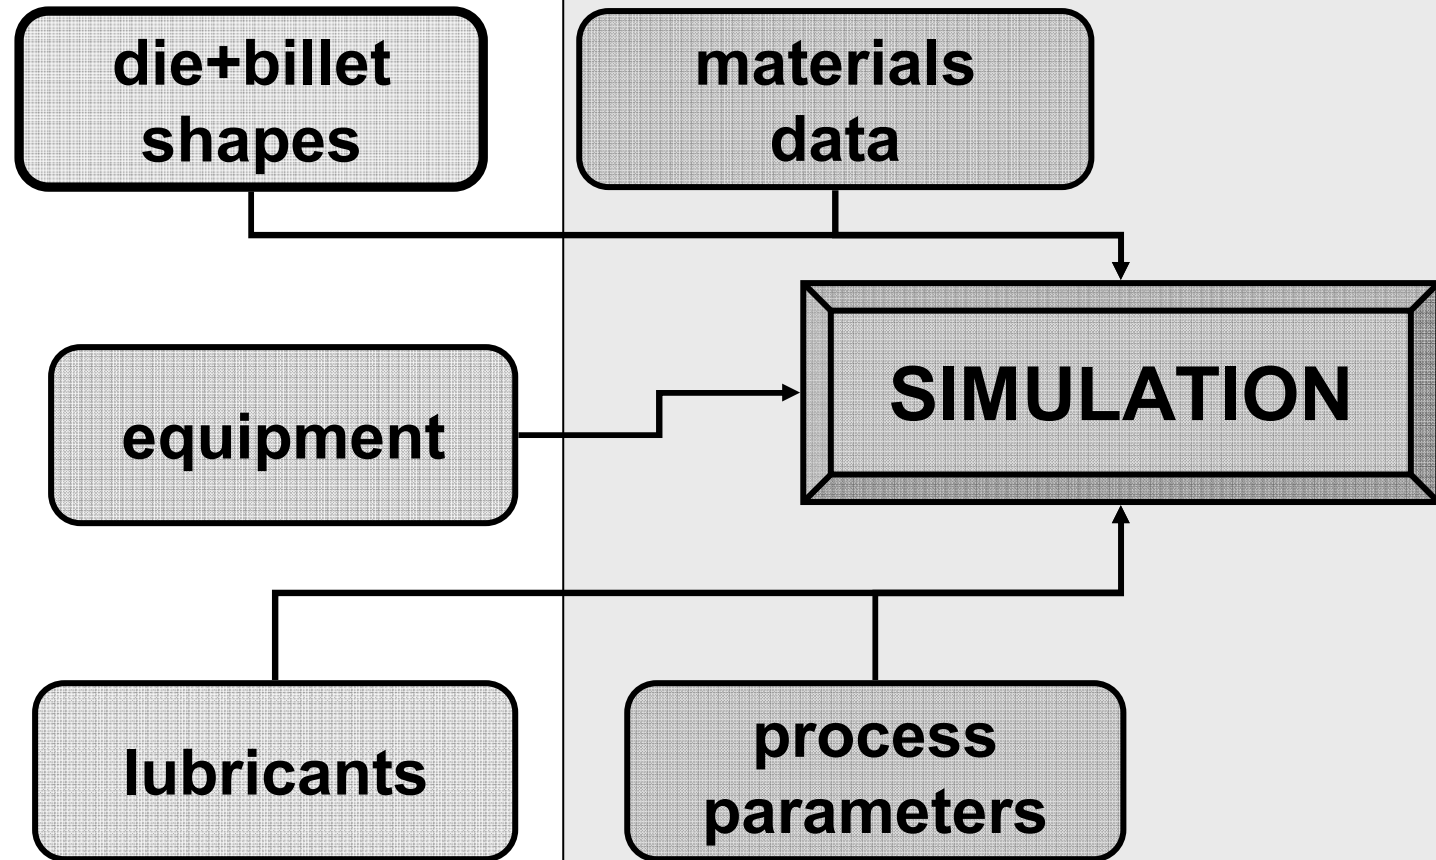 die+billet
shapes
materials
data
SIMULATION
equipment
lubricants
process
parameters